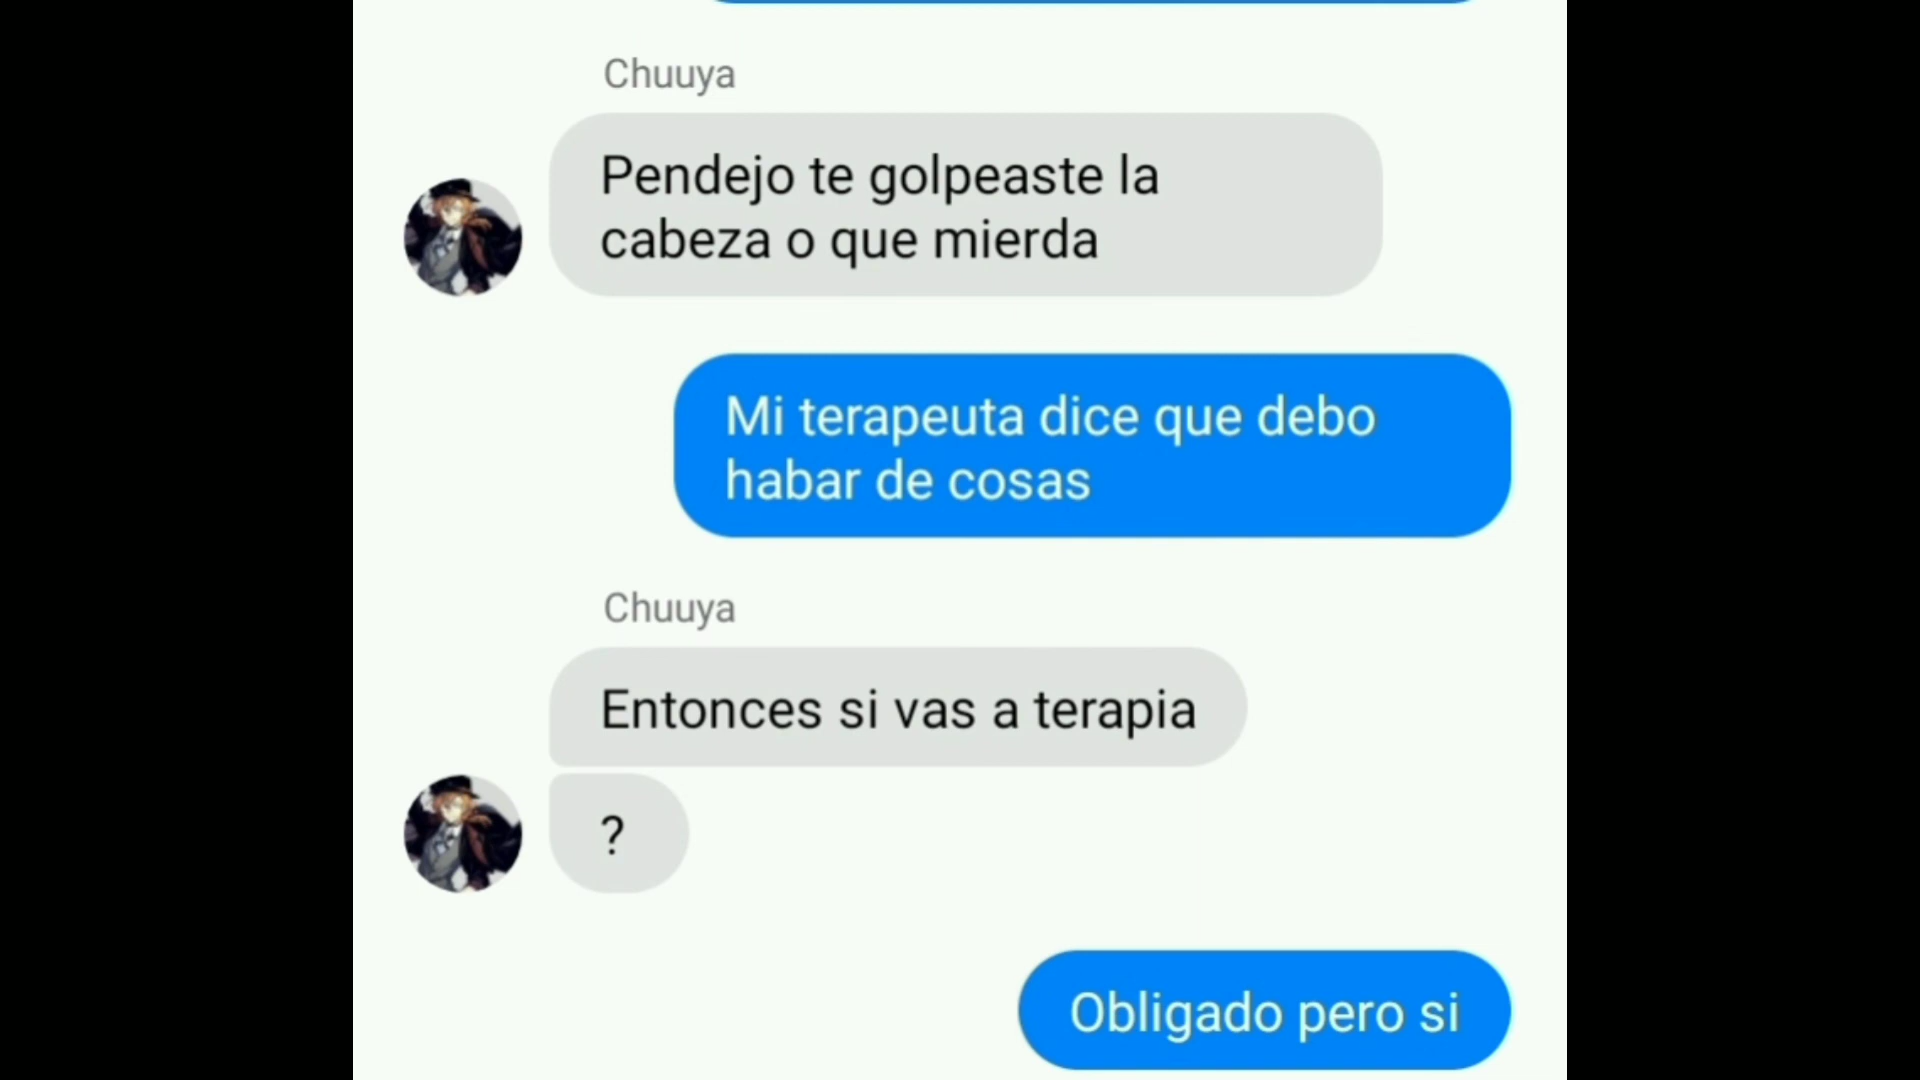 Chuuya
Pendejo te golpeaste la
cabeza o que mierda
Mi terapeuta dice que debo
habar de cosas
Chuuya
Entonces si vas a terapia
?
Obligado pero si